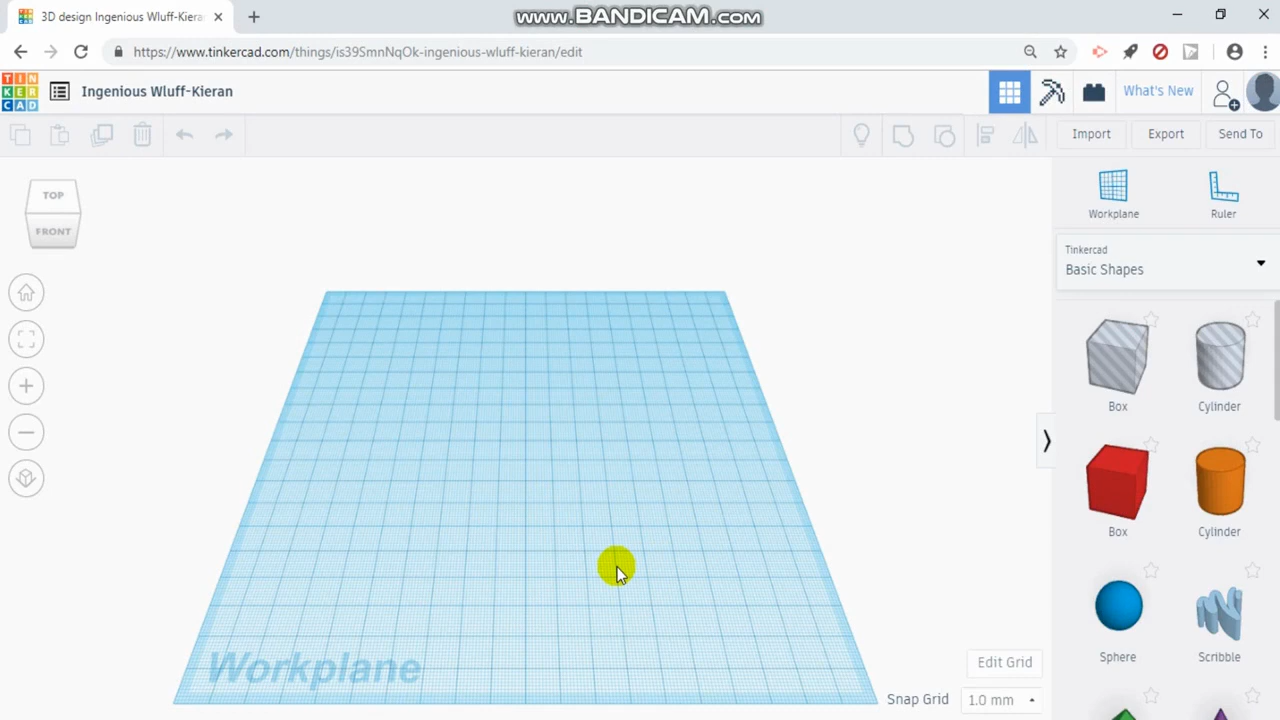 www.BANDICAM.com
3D design Ingenious Wluff-Kieran
https://www.tinkercad.com/things/is39SmnNqOk-ingenious-wluff-kieran/edit
TIN
KER
CAD
Ingenious Wluff-Kieran
What's New
Import
Export
Send To
TOP
FRONT
Workplane
Ruler
Tinkercad
Basic Shapes
Box
Cylinder
Box
Cylinder
Sphere
Scribble
Workplane
Edit Grid
Snap Grid
1.0 mm